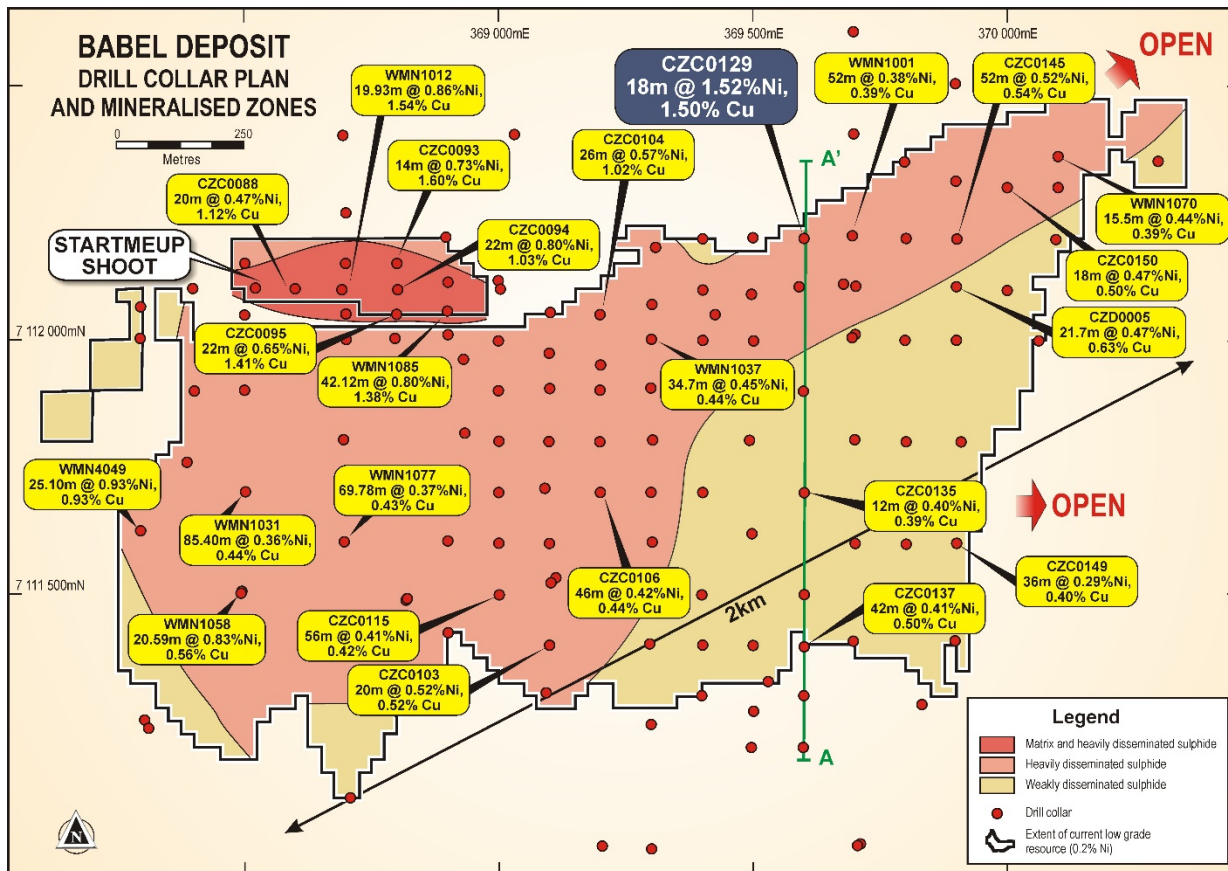 BABEL DEPOSIT
DRILL COLLAR PLAN
AND MINERALISED ZONES
0
250
Metres
369 000mE
369 500mE
370 000mE
OPEN
WMN1012
19.93m @ 0.86%Ni,
1.54% Cu
CZC0129
18m @ 1.52%Ni,
1.50% Cu
WMN1001
52m @ 0.38%Ni,
0.39% Cu
CZC0145
52m @ 0.52%Ni,
0.54% Cu
CZC0093
14m @ 0.73%Ni,
1.60% Cu
CZC0104
26m @ 0.57%Ni,
1.02% Cu
A'
CZC0088
20m @ 0.47%Ni,
1.12% Cu
WMN1070
15.5m @ 0.44%Ni,
0.39% Cu
CZC0094
22m @ 0.80%Ni,
1.03% Cu
STARTMEUP
SHOOT
CZC0150
18m @ 0.47%Ni,
0.50% Cu
7 112 000mN
CZD0005
21.7m @ 0.47%Ni,
0.63% Cu
CZC0095
22m @ 0.65%Ni,
1.41% Cu
WMN1085
42.12m @ 0.80%Ni,
1.38% Cu
WMN1037
34.7m @ 0.45%Ni,
0.44% Cu
WMN4049
25.10m @ 0.93%Ni,
0.93% Cu
WMN1077
69.78m @ 0.37%Ni,
0.43% Cu
CZC0135
12m @ 0.40%Ni,
0.39% Cu
OPEN
WMN1031
85.40m @ 0.36%Ni,
0.44% Cu
CZC0149
36m @ 0.29%Ni,
0.40% Cu
7 111 500mN
CZC0106
46m @ 0.42%Ni,
0.44% Cu
2km
CZC0137
42m @ 0.41%Ni,
0.50% Cu
WMN1058
20.59m @ 0.83%Ni,
0.56% Cu
CZC0115
56m @ 0.41%Ni,
0.42% Cu
CZC0103
20m @ 0.52%Ni,
0.52% Cu
A
N
Legend
Matrix and heavily disseminated sulphide
Heavily disseminated sulphide
Weakly disseminated sulphide
Drill collar
Extent of current low grade
resource (0.2% Ni)